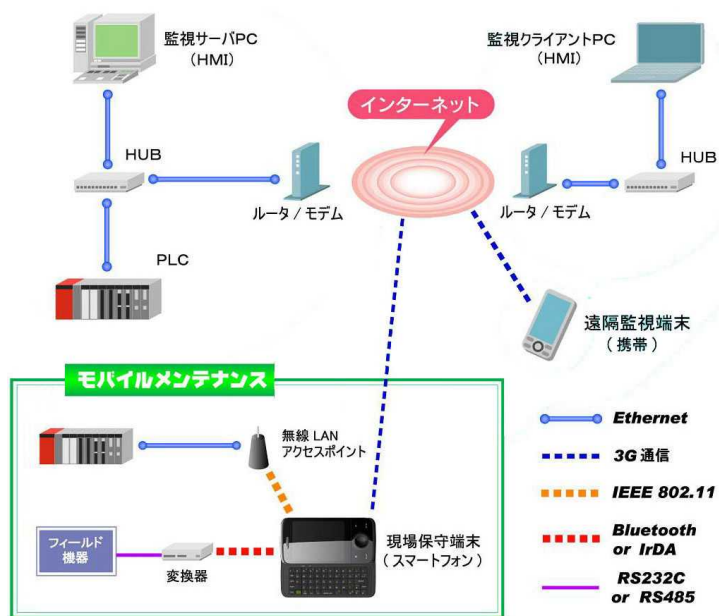 監視サーバPC
(HMI)
監視クライアントPC
(HMI)
インターネット
HUB
HUB
ルータ / モデム
ルータ / モデム
PLC
遠隔監視端末
(携帯)
モバイルメンテナンス
無線 LAN
アクセスポイント
フィールド
機器
変換器
現場保守端末
(スマートフォン)
Ethernet
3G 通信
IEEE 802.11
Bluetooth
or IrDA
RS232C
or RS485